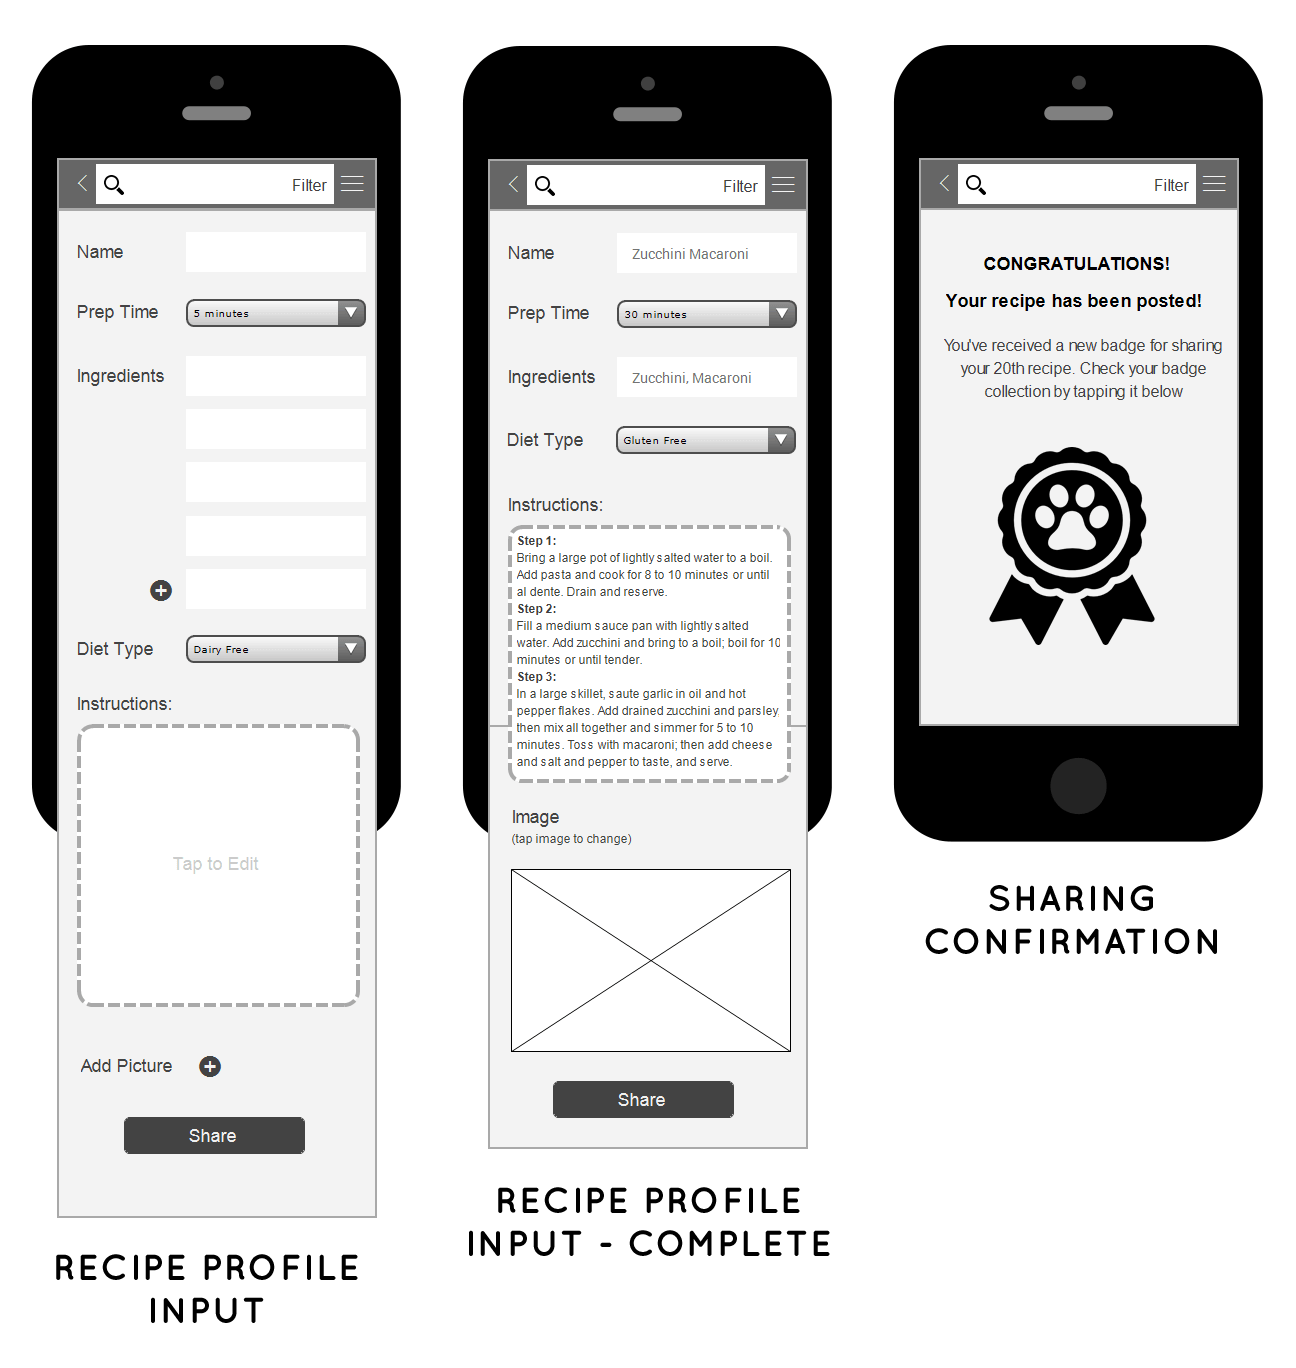 Filter
Name
Prep Time
5 minutes
Ingredients
Diet Type
Dairy Free
Instructions:
Tap to Edit
Add Picture
Share
RECIPE PROFILE
INPUT
Filter
Name
Zucchini Macaroni
Prep Time
30 minutes
Ingredients
Zucchini, Macaroni
Diet Type
Gluten Free
Instructions:
Step 1:
Bring a large pot of lightly salted water to a boil.
Add pasta and cook for 8 to 10 minutes or until
al dente. Drain and reserve.
Step 2:
Fill a medium sauce pan with lightly salted
water. Add zucchini and bring to a boil; boil for 10
minutes or until tender.
Step 3:
In a large skillet, saute garlic in oil and hot
pepper flakes. Add drained zucchini and parsley,
then mix all together and simmer for 5 to 10
minutes. Toss with macaroni; then add cheese
and salt and pepper to taste, and serve.
Image
(tap image to change)
Share
RECIPE PROFILE
INPUT - COMPLETE
Filter
CONGRATULATIONS!
Your recipe has been posted!
You've received a new badge for sharing
your 20th recipe. Check your badge
collection by tapping it below
SHARING
CONFIRMATION